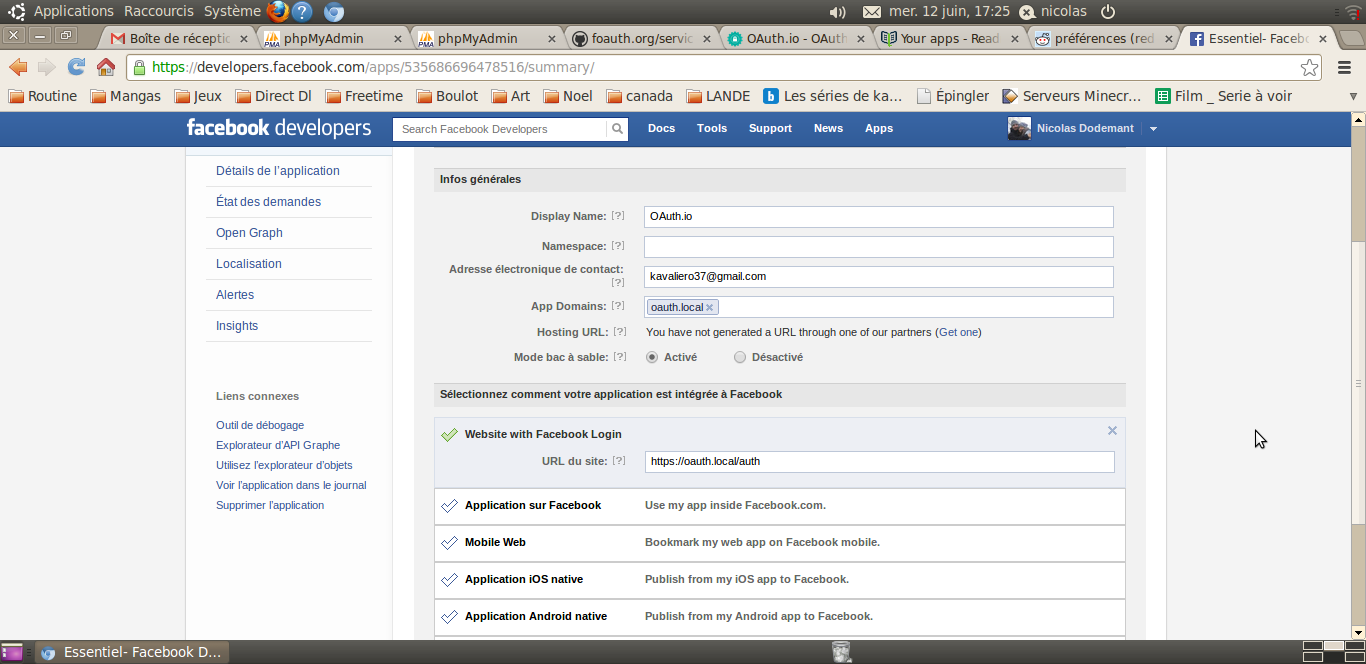 Applications Raccourcis Système mer. 12 juin, 17:25 nicolas
Boîte de réceptic phpMyAdmin phpMyAdmin foauth.org/servic OAuth.io - OAuth Your apps - Read préférences (red Essentiel- Facebo
https://developers.facebook.com/apps/535686696478516/summary/
Routine Mangas Jeux Direct Dl Freetime Boulot Art Noel canada LANDE Les séries de ka... Épingler Serveurs Minecr... Film _ Serie à voir
facebook developers Search Facebook Developers Docs Tools Support News Apps Nicolas Dodemant
Détails de l'application
État des demandes
Open Graph
Localisation
Alertes
Insights
Liens connexes
Outil de débogage
Explorateur d'API Graphe
Utilisez l'explorateur d'objets
Voir l'application dans le journal
Supprimer l'application
Infos générales
Display Name: [?] OAuth.io
Namespace: [?]
Adresse électronique de contact: [?] kavaliero37@gmail.com
App Domains: [?] oauth.local
Hosting URL: [?] You have not generated a URL through one of our partners (Get one)
Mode bac à sable: [?] Activé Désactivé
Sélectionnez comment votre application est intégrée à Facebook
Website with Facebook Login
URL du site: [?] https://oauth.local/auth
Application sur Facebook Use my app inside Facebook.com.
Mobile Web Bookmark my web app on Facebook mobile.
Application iOS native Publish from my iOS app to Facebook.
Application Android native Publish from my Android app to Facebook.
Essentiel- Facebook D...